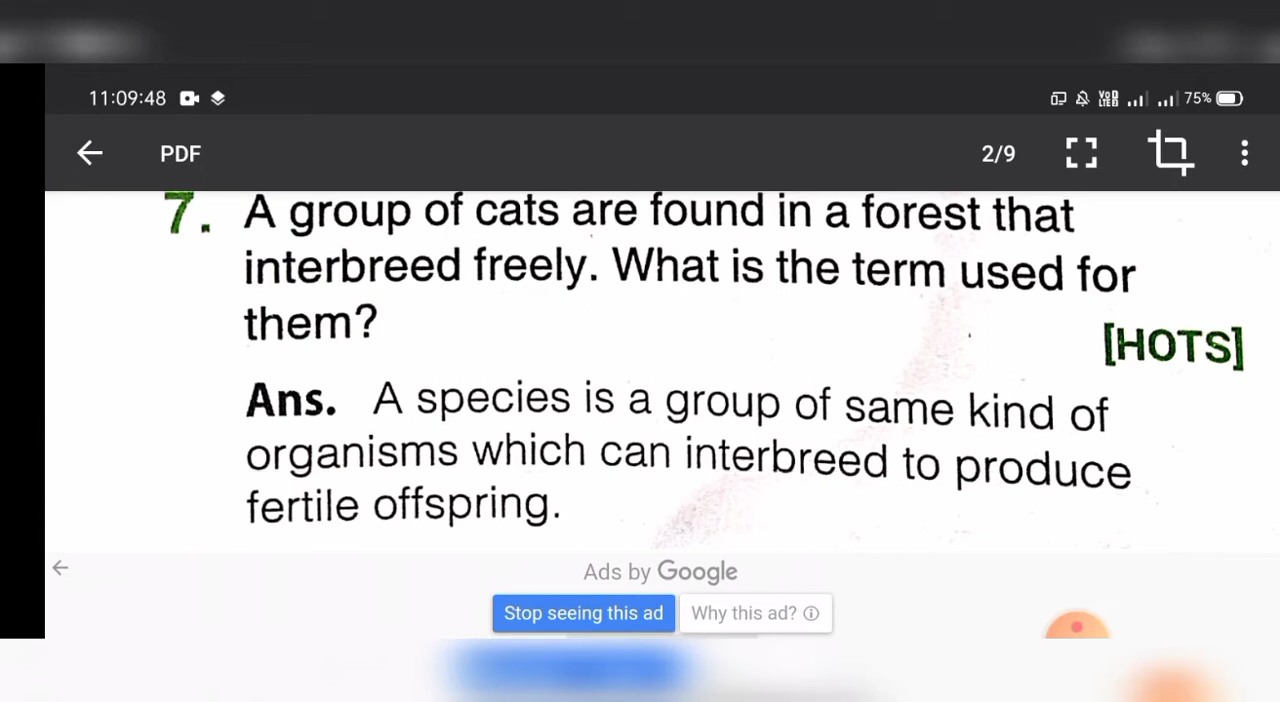 11:09:48 75%
PDF 2/9
7. A group of cats are found in a forest that
interbreed freely. What is the term used for
them?
[HOTS]
Ans. A species is a group of same kind of
organisms which can interbreed to produce
fertile offspring.
Ads by Google
Stop seeing this ad Why this ad?